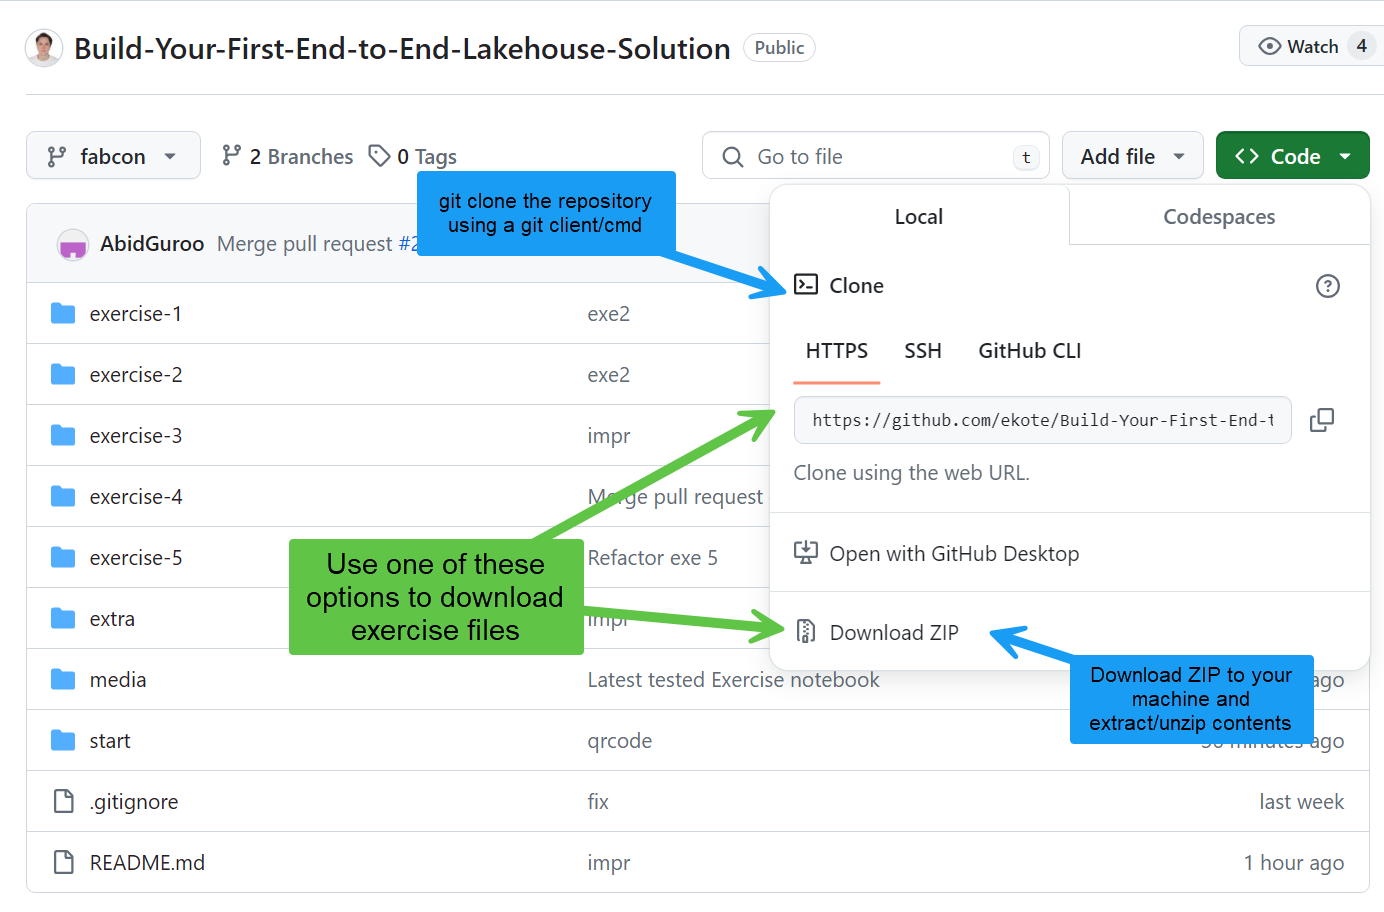 Build-Your-First-End-to-End-Lakehouse-Solution Public
Watch 4
fabcon
2 Branches
0 Tags
Go to file t
Add file
Code
git clone the repository
using a git client/cmd
Local
Codespaces
AbidGuroo Merge pull request #2
Clone
HTTPS
SSH
GitHub CLI
https://github.com/ekote/Build-Your-First-End-t
Clone using the web URL.
Open with GitHub Desktop
Download ZIP
Use one of these
options to download
exercise files
Download ZIP to your
machine and
extract/unzip contents
exercise-1 exe2
exercise-2 exe2
exercise-3 impr
exercise-4 Merge pull request
exercise-5 Refactor exe 5
extra impr
media Latest tested Exercise notebook ago
start qrcode minutes ago
.gitignore fix last week
README.md impr 1 hour ago